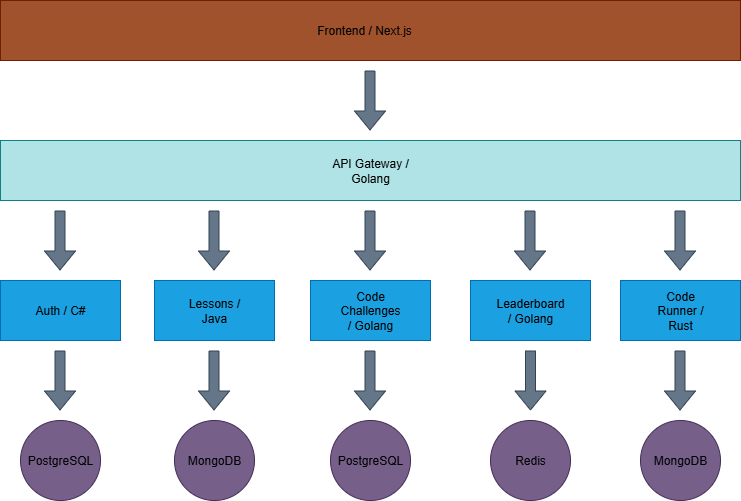 Frontend / Next.js
API Gateway /
Golang
Auth / C#
Lessons /
Java
Code
Challenges
/ Golang
Leaderboard
/ Golang
Code
Runner /
Rust
PostgreSQL
MongoDB
PostgreSQL
Redis
MongoDB